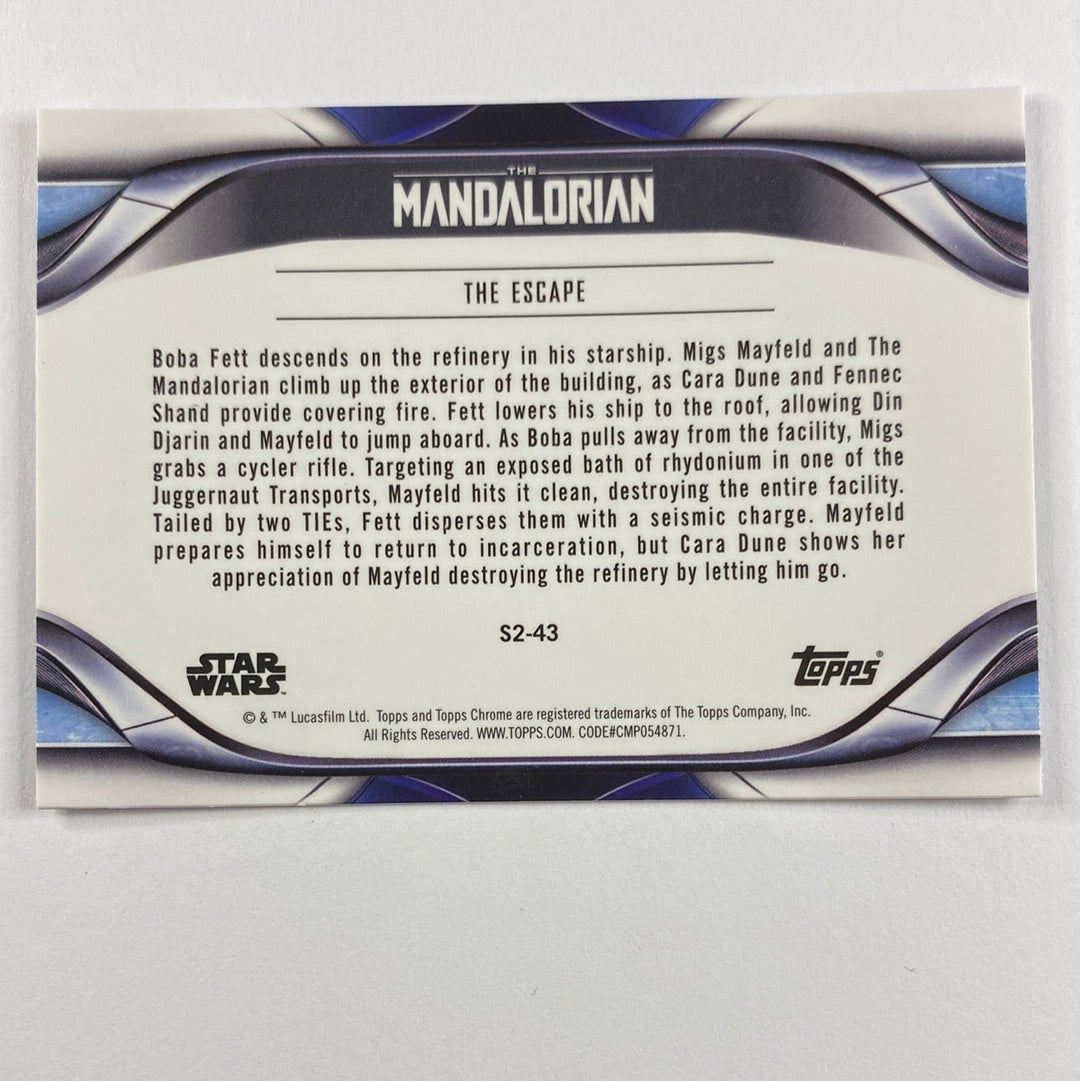 THE
MANDALORIAN
THE ESCAPE
Boba Fett descends on the refinery in his starship. Migs Mayfeld and The
Mandalorian climb up the exterior of the building, as Cara Dune and Fennec
Shand provide covering fire. Fett lowers his ship to the roof, allowing Din
Djarin and Mayfeld to jump aboard. As Boba pulls away from the facility, Migs
grabs a cycler rifle. Targeting an exposed bath of rhydonium in one of the
Juggernaut Transports, Mayfeld hits it clean, destroying the entire facility.
Tailed by two TIEs, Fett disperses them with a seismic charge. Mayfeld
prepares himself to return to incarceration, but Cara Dune shows her
appreciation of Mayfeld destroying the refinery by letting him go.
S2-43
STAR
WARS™
Topps®
© & ™ Lucasfilm Ltd. Topps and Topps Chrome are registered trademarks of The Topps Company, Inc.
All Rights Reserved. WWW.TOPPS.COM. CODE#CMP054871.